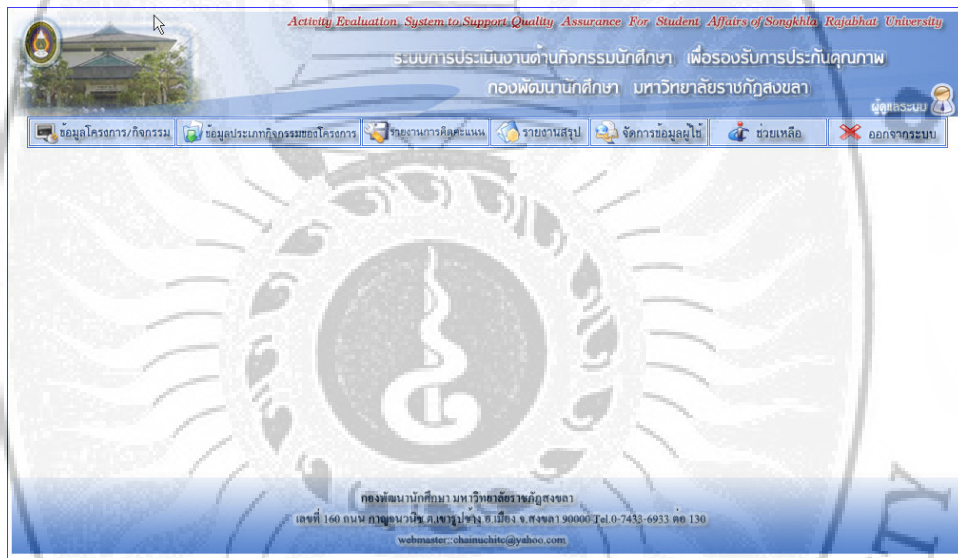 Activity Evaluation System to Support Quality Assurance For Student Affairs of Songkhla Rajabhat University
ระบบการประเมินงานด้านกิจกรรมนักศึกษา เพื่อรองรับการประกันคุณภาพ
กองพัฒนานักศึกษา มหาวิทยาลัยราชภัฏสงขลา
ผู้ดูแลระบบ
ข้อมูลโครงการ/กิจกรรม ข้อมูลประเภทกิจกรรมของโครงการ รายงานการคิดคะแนน รายงานสรุป จัดการข้อมูลผู้ใช้ ช่วยเหลือ ออกจากระบบ
กองพัฒนานักศึกษา มหาวิทยาลัยราชภัฏสงขลา
เลขที่ 160 ถนน กาญจนวนิช ต.เขารูปช้าง อ.เมือง จ.สงขลา 90000 Tel.0-7433-6933 ต่อ 130
webmaster::chainuchitc@yahoo.com